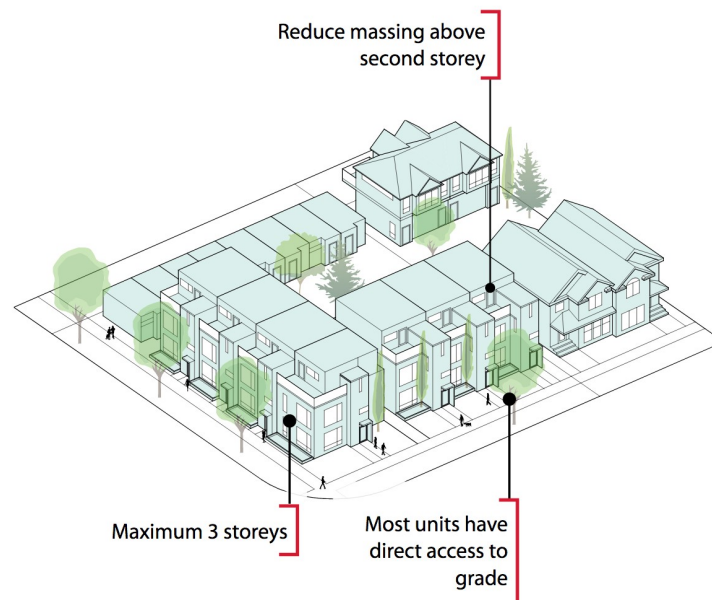 Reduce massing above
second storey
Maximum 3 storeys
Most units have
direct access to
grade